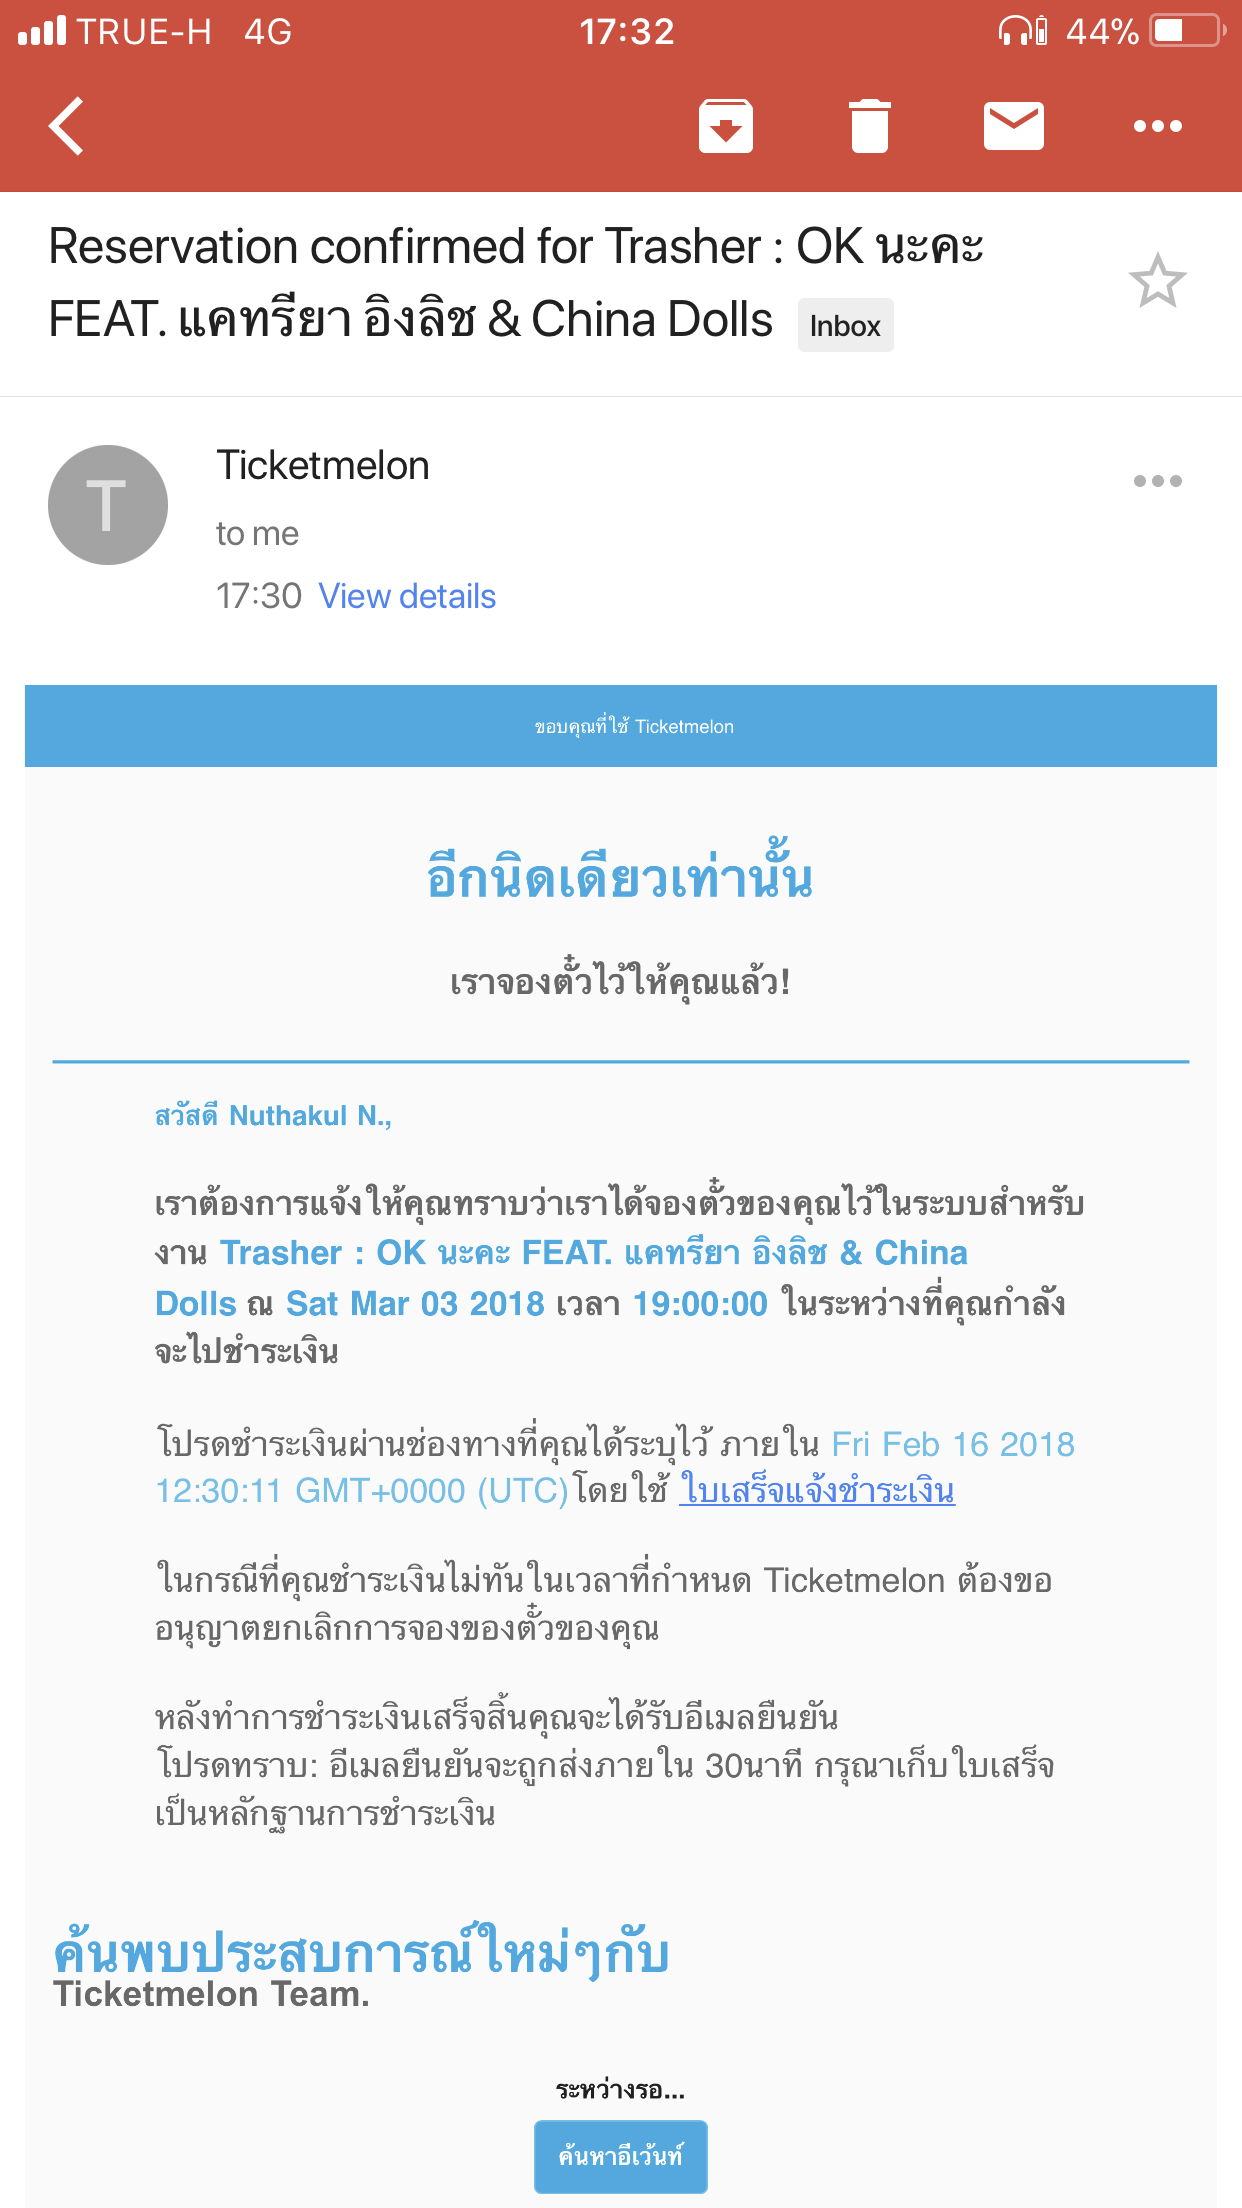 TRUE-H 4G 17:32 44%
Reservation confirmed for Trasher : OK นะคะ
FEAT. แคทรียา อิงลิช & China Dolls Inbox
T
Ticketmelon
to me
17:30 View details
ขอบคุณที่ใช้ Ticketmelon
อีกนิดเดียวเท่านั้น
เราจองตั๋วไว้ให้คุณแล้ว!
สวัสดี Nuthakul N.,
เราต้องการแจ้งให้คุณทราบว่าเราได้จองตั๋วของคุณไว้ในระบบสำหรับ
งาน Trasher : OK นะคะ FEAT. แคทรียา อิงลิช & China
Dolls ณ Sat Mar 03 2018 เวลา 19:00:00 ในระหว่างที่คุณกำลัง
จะไปชำระเงิน
โปรดชำระเงินผ่านช่องทางที่คุณได้ระบุไว้ ภายใน Fri Feb 16 2018
12:30:11 GMT+0000 (UTC)โดยใช้ ใบเสร็จแจ้งชำระเงิน
ในกรณีที่คุณชำระเงินไม่ทันในเวลาที่กำหนด Ticketmelon ต้องขอ
อนุญาตยกเลิกการจองของตั๋วของคุณ
หลังทำการชำระเงินเสร็จสิ้นคุณจะได้รับอีเมลยืนยัน
โปรดทราบ: อีเมลยืนยันจะถูกส่งภายใน 30นาที กรุณาเก็บใบเสร็จ
เป็นหลักฐานการชำระเงิน
ค้นพบประสบการณ์ใหม่ๆกับ
Ticketmelon Team.
ระหว่างรอ...
ค้นหาอีเว้นท์